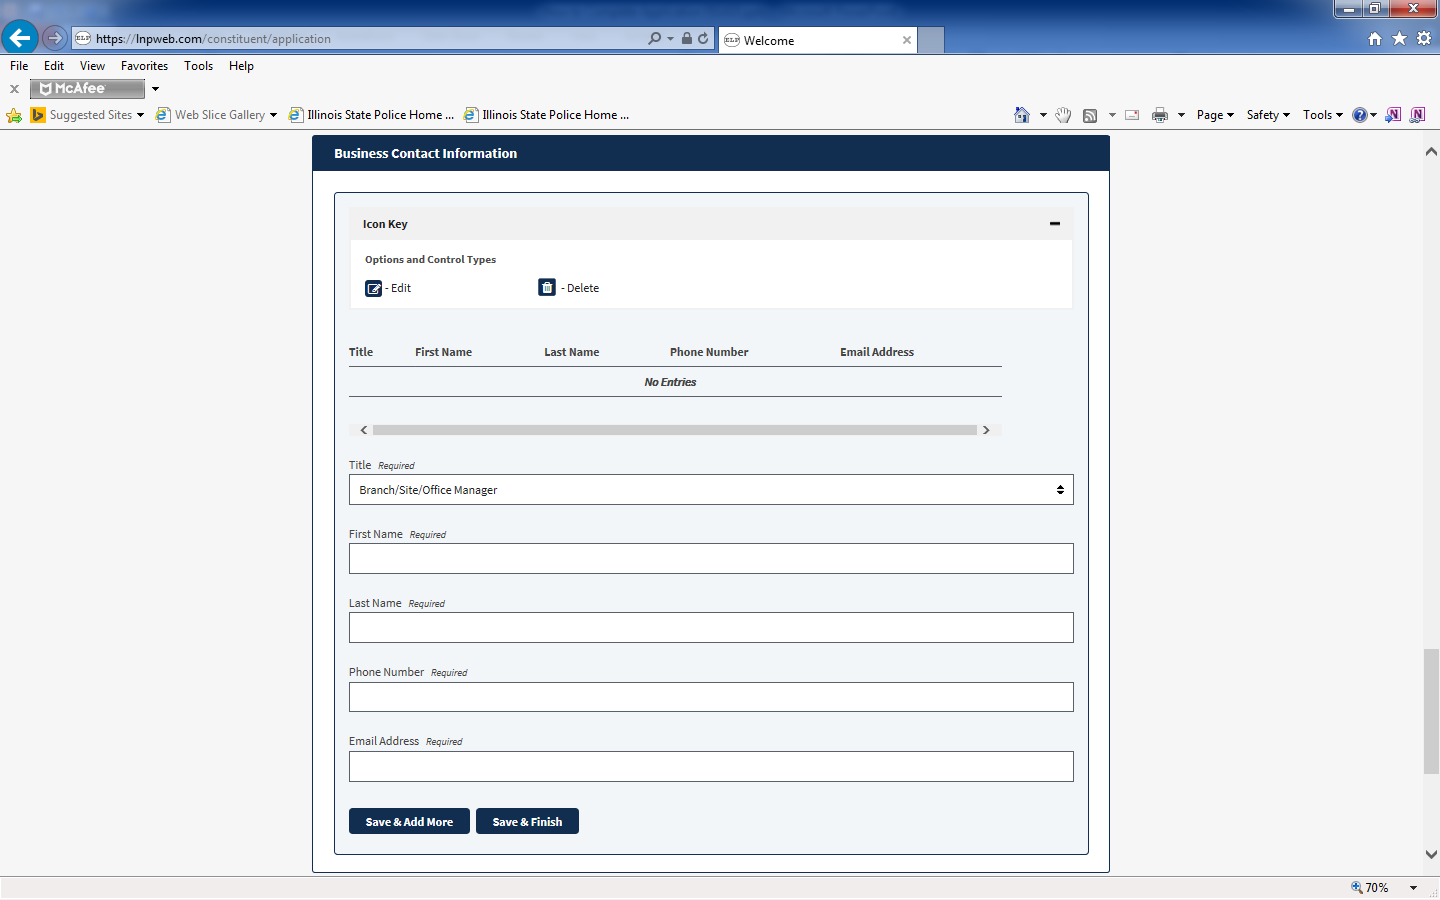 https://lnpweb.com/constituent/application
ELP Welcome
File Edit View Favorites Tools Help
McAfee
Suggested Sites Web Slice Gallery Illinois State Police Home ... Illinois State Police Home ... Page Safety Tools
Business Contact Information
Icon Key
Options and Control Types
- Edit - Delete
Title First Name Last Name Phone Number Email Address
No Entries
Title Required
Branch/Site/Office Manager
First Name Required
Last Name Required
Phone Number Required
Email Address Required
Save & Add More Save & Finish
70%